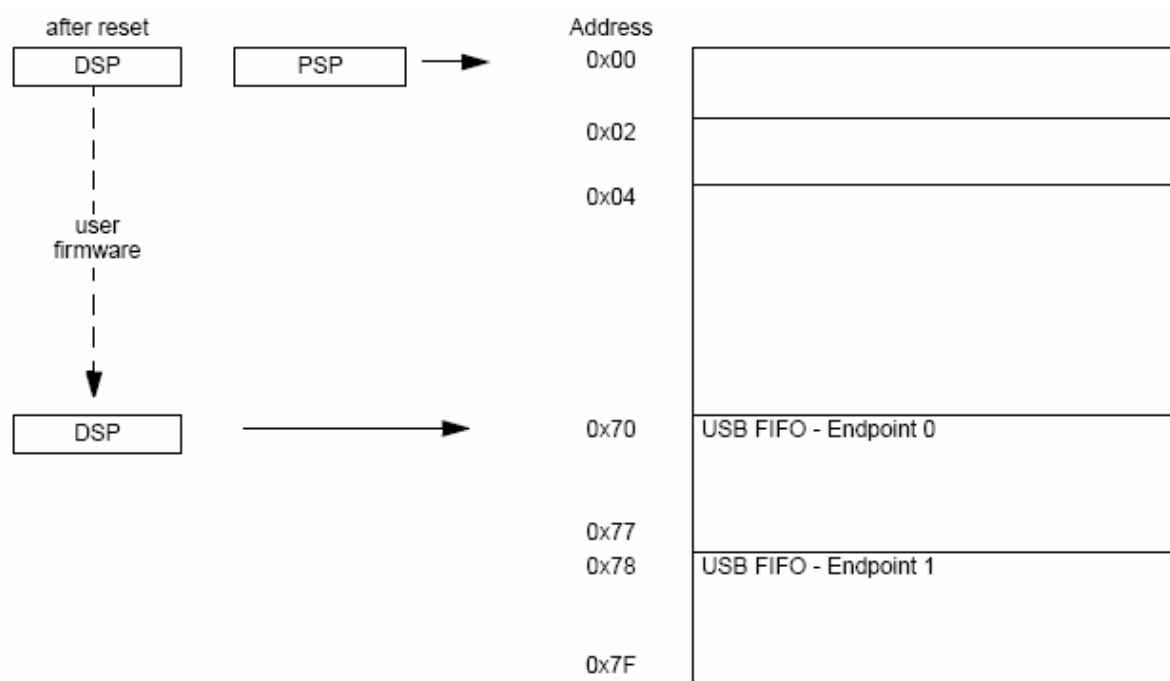 after reset
Address
DSP
PSP
0x00
0x02
0x04
user
firmware
DSP
0x70
USB FIFO - Endpoint 0
0x77
0x78
USB FIFO - Endpoint 1
0x7F